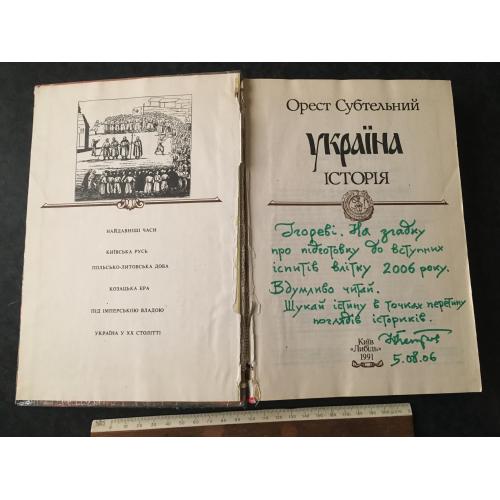 НАЙДАВНІШІ ЧАСИ
КИЇВСЬКА РУСЬ
ПОЛЬСЬКО-ЛИТОВСЬКА ДОБА
КОЗАЦЬКА ЕРА
ПІД ІМПЕРСЬКОЮ ВЛАДОЮ
УКРАЇНА У XX СТОЛІТТІ
Орест Субтельний
УКРАЇНА
ІСТОРІЯ
Ігореві. На згадку
про підготовку до вступних
іспитів влітку 2006 року.
Вдумливо читай.
Шукай істину в точках перетину
поглядів істориків.
Київ
«Либідь»
1991
5.08.06